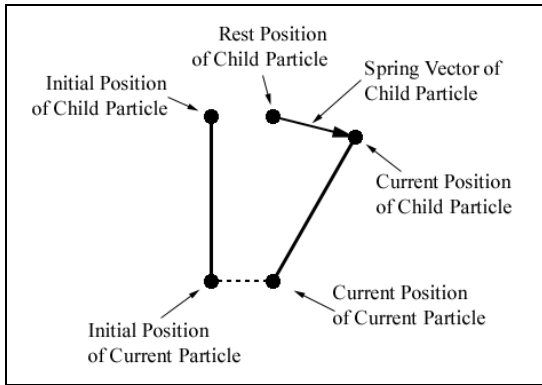 Rest Position
of Child Particle
Initial Position
of Child Particle
Spring Vector of
Child Particle
Current Position
of Child Particle
Current Position
of Current Particle
Initial Position
of Current Particle